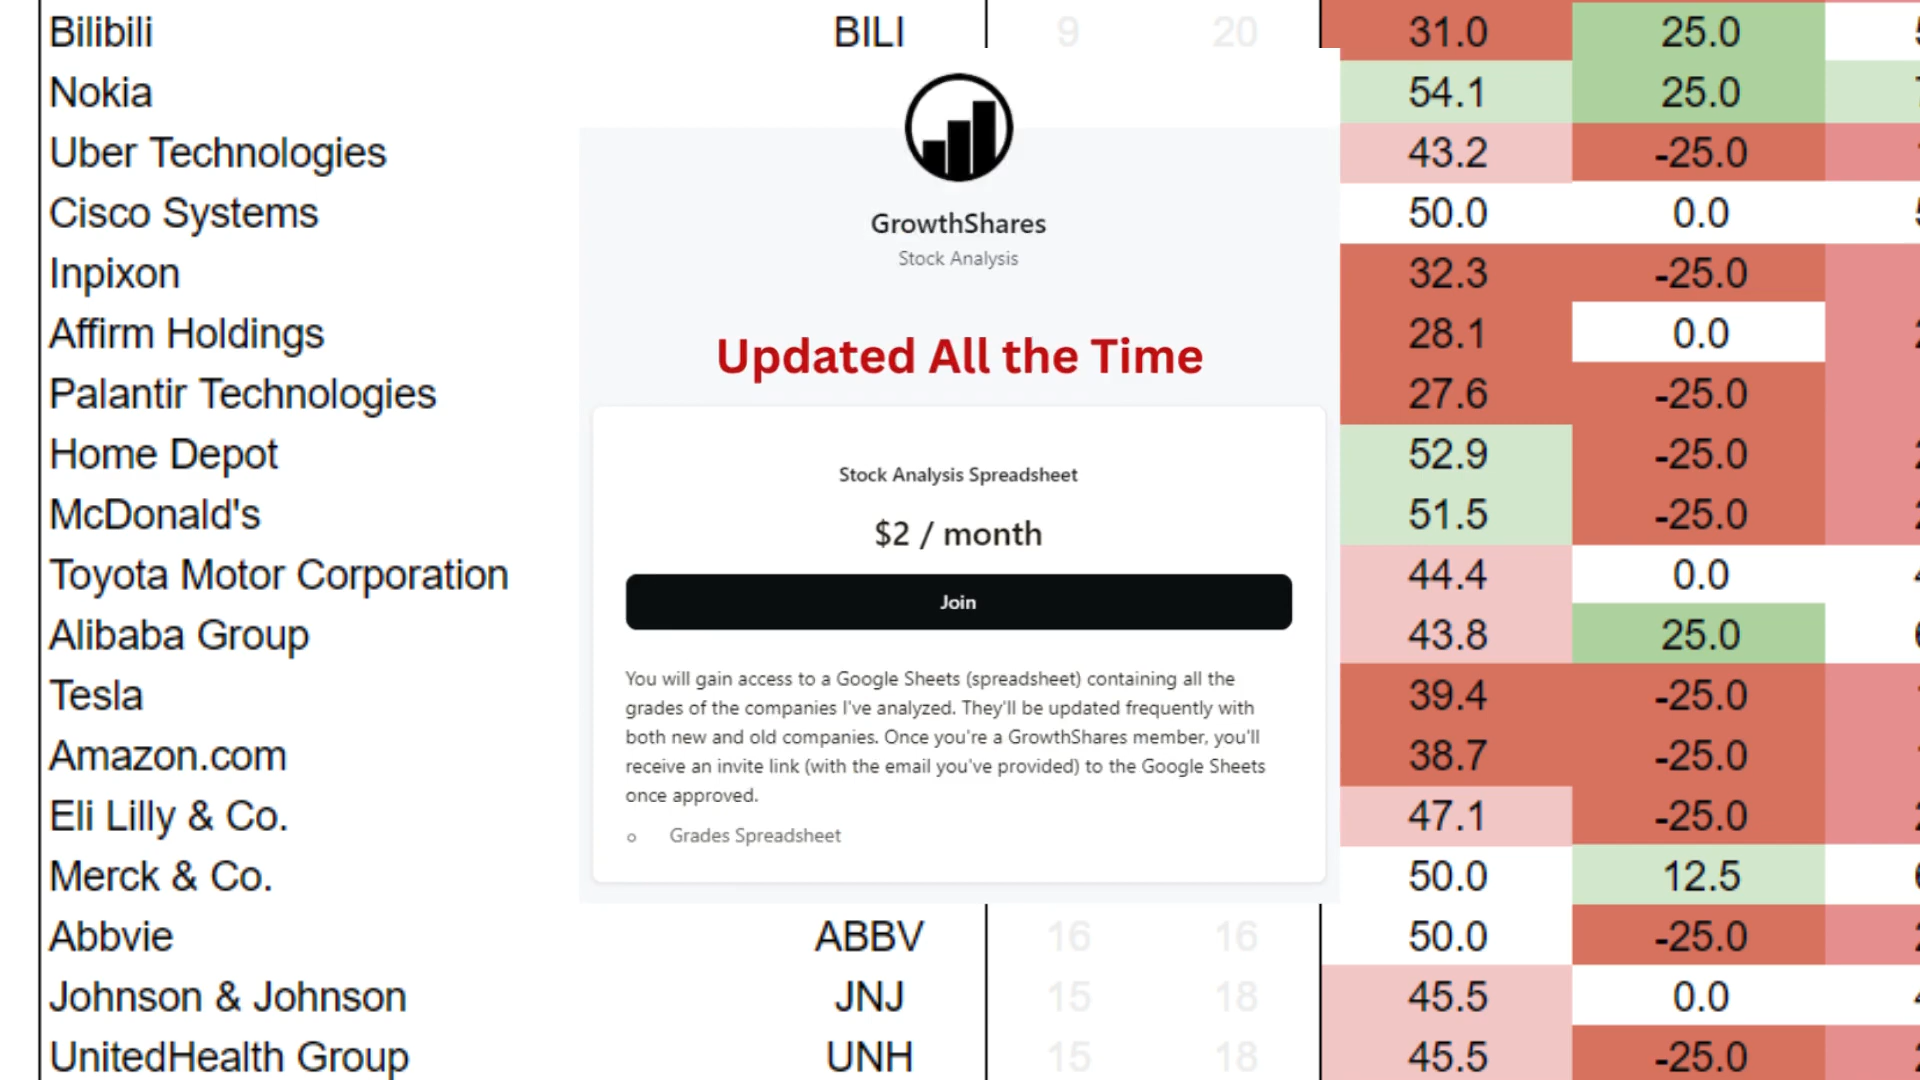 Bilibili BILI 9 20 31.0 25.0
Nokia 54.1 25.0
Uber Technologies 43.2 -25.0
Cisco Systems 50.0 0.0
Inpixon 32.3 -25.0
Affirm Holdings 28.1 0.0
Palantir Technologies 27.6 -25.0
Home Depot 52.9 -25.0
McDonald's 51.5 -25.0
Toyota Motor Corporation 44.4 0.0
Alibaba Group 43.8 25.0
Tesla 39.4 -25.0
Amazon.com 38.7 -25.0
Eli Lilly & Co. 47.1 -25.0
Merck & Co. 50.0 12.5
Abbvie ABBV 16 16 50.0 -25.0
Johnson & Johnson JNJ 15 18 45.5 0.0
UnitedHealth Group UNH 15 18 45.5 -25.0
GrowthShares
Stock Analysis
Updated All the Time
Stock Analysis Spreadsheet
$2 / month
Join
You will gain access to a Google Sheets (spreadsheet) containing all the
grades of the companies I've analyzed. They'll be updated frequently with
both new and old companies. Once you're a GrowthShares member, you'll
receive an invite link (with the email you've provided) to the Google Sheets
once approved.
Grades Spreadsheet